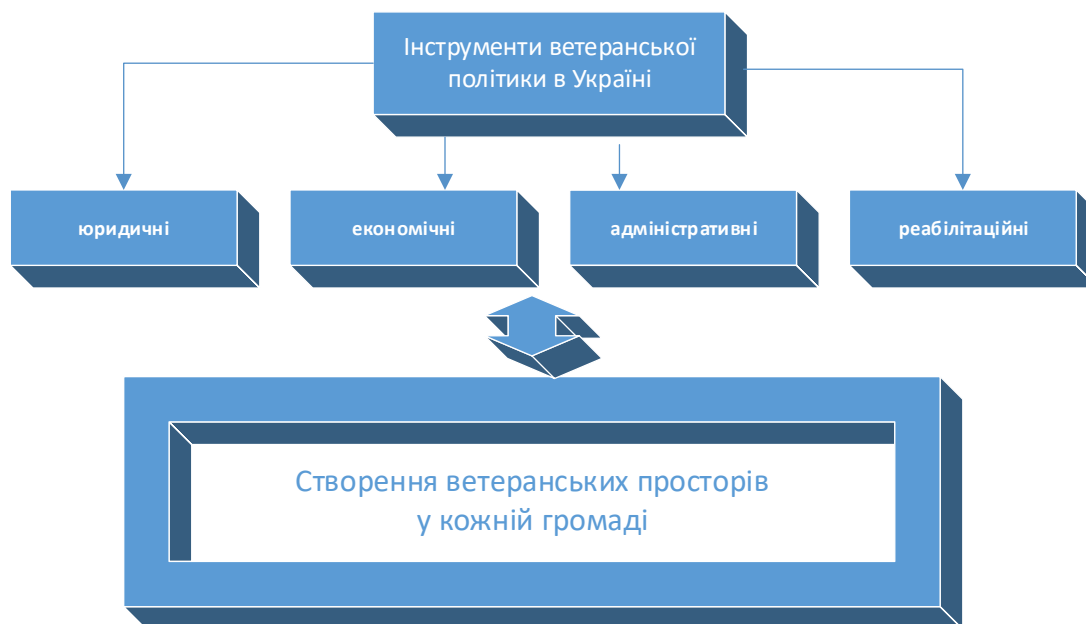 Інструменти ветеранської
політики в Україні
юридичні
економічні
адміністративні
реабілітаційні
Створення ветеранських просторів
у кожній громаді